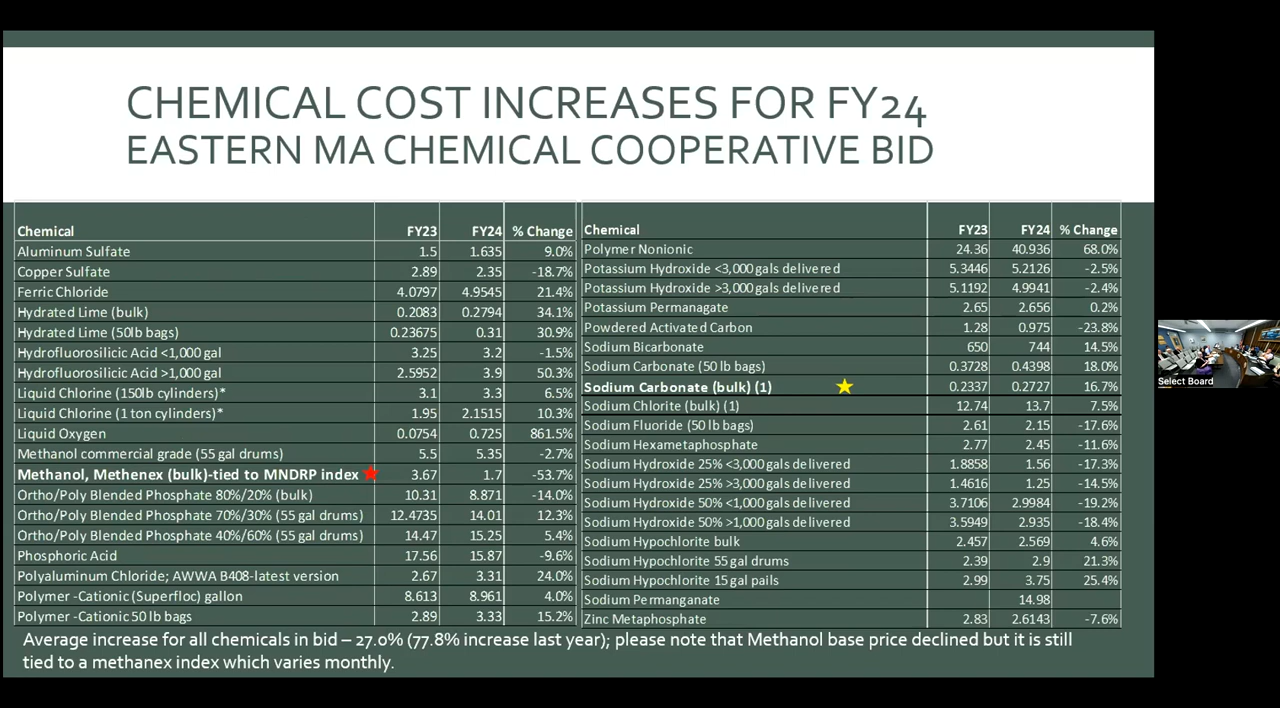 CHEMICAL COST INCREASES FOR FY24
EASTERN MA CHEMICAL COOPERATIVE BID
Chemical FY23 FY24 % Change
Aluminum Sulfate 1.5 1.635 9.0%
Copper Sulfate 2.89 2.35 -18.7%
Ferric Chloride 4.0797 4.9545 21.4%
Hydrated Lime (bulk) 0.2083 0.2794 34.1%
Hydrated Lime (50lb bags) 0.23675 0.31 30.9%
Hydrofluorosilicic Acid <1,000 gal 3.25 3.2 -1.5%
Hydrofluorosilicic Acid >1,000 gal 2.5952 3.9 50.3%
Liquid Chlorine (150lb cylinders)* 3.1 3.3 6.5%
Liquid Chlorine (1 ton cylinders)* 1.95 2.1515 10.3%
Liquid Oxygen 0.0754 0.725 861.5%
Methanol commercial grade (55 gal drums) 5.5 5.35 -2.7%
Methanol, Methenex (bulk)-tied to MNDRP index 3.67 1.7 -53.7%
Ortho/Poly Blended Phosphate 80%/20% (bulk) 10.31 8.871 -14.0%
Ortho/Poly Blended Phosphate 70%/30% (55 gal drums) 12.4735 14.01 12.3%
Ortho/Poly Blended Phosphate 40%/60% (55 gal drums) 14.47 15.25 5.4%
Phosphoric Acid 17.56 15.87 -9.6%
Polyaluminum Chloride; AWWA B408-latest version 2.67 3.31 24.0%
Polymer -Cationic (Superfloc) gallon 8.613 8.961 4.0%
Polymer -Cationic 50 lb bags 2.89 3.33 15.2%
Chemical FY23 FY24 % Change
Polymer Nonionic 24.36 40.936 68.0%
Potassium Hydroxide <3,000 gals delivered 5.3446 5.2126 -2.5%
Potassium Hydroxide >3,000 gals delivered 5.1192 4.9941 -2.4%
Potassium Permanagate 2.65 2.656 0.2%
Powdered Activated Carbon 1.28 0.975 -23.8%
Sodium Bicarbonate 650 744 14.5%
Sodium Carbonate (50 lb bags) 0.3728 0.4398 18.0%
Sodium Carbonate (bulk) (1) 0.2337 0.2727 16.7%
Sodium Chlorite (bulk) (1) 12.74 13.7 7.5%
Sodium Fluoride (50 lb bags) 2.61 2.15 -17.6%
Sodium Hexametaphosphate 2.77 2.45 -11.6%
Sodium Hydroxide 25% <3,000 gals delivered 1.8858 1.56 -17.3%
Sodium Hydroxide 25% >3,000 gals delivered 1.4616 1.25 -14.5%
Sodium Hydroxide 50% <1,000 gals delivered 3.7106 2.9984 -19.2%
Sodium Hydroxide 50% >1,000 gals delivered 3.5949 2.935 -18.4%
Sodium Hypochlorite bulk 2.457 2.569 4.6%
Sodium Hypochlorite 55 gal drums 2.39 2.9 21.3%
Sodium Hypochlorite 15 gal pails 2.99 3.75 25.4%
Sodium Permanganate 14.98
Zinc Metaphosphate 2.83 2.6143 -7.6%
Average increase for all chemicals in bid – 27.0% (77.8% increase last year); please note that Methanol base price declined but it is still
tied to a methanex index which varies monthly.
Select Board